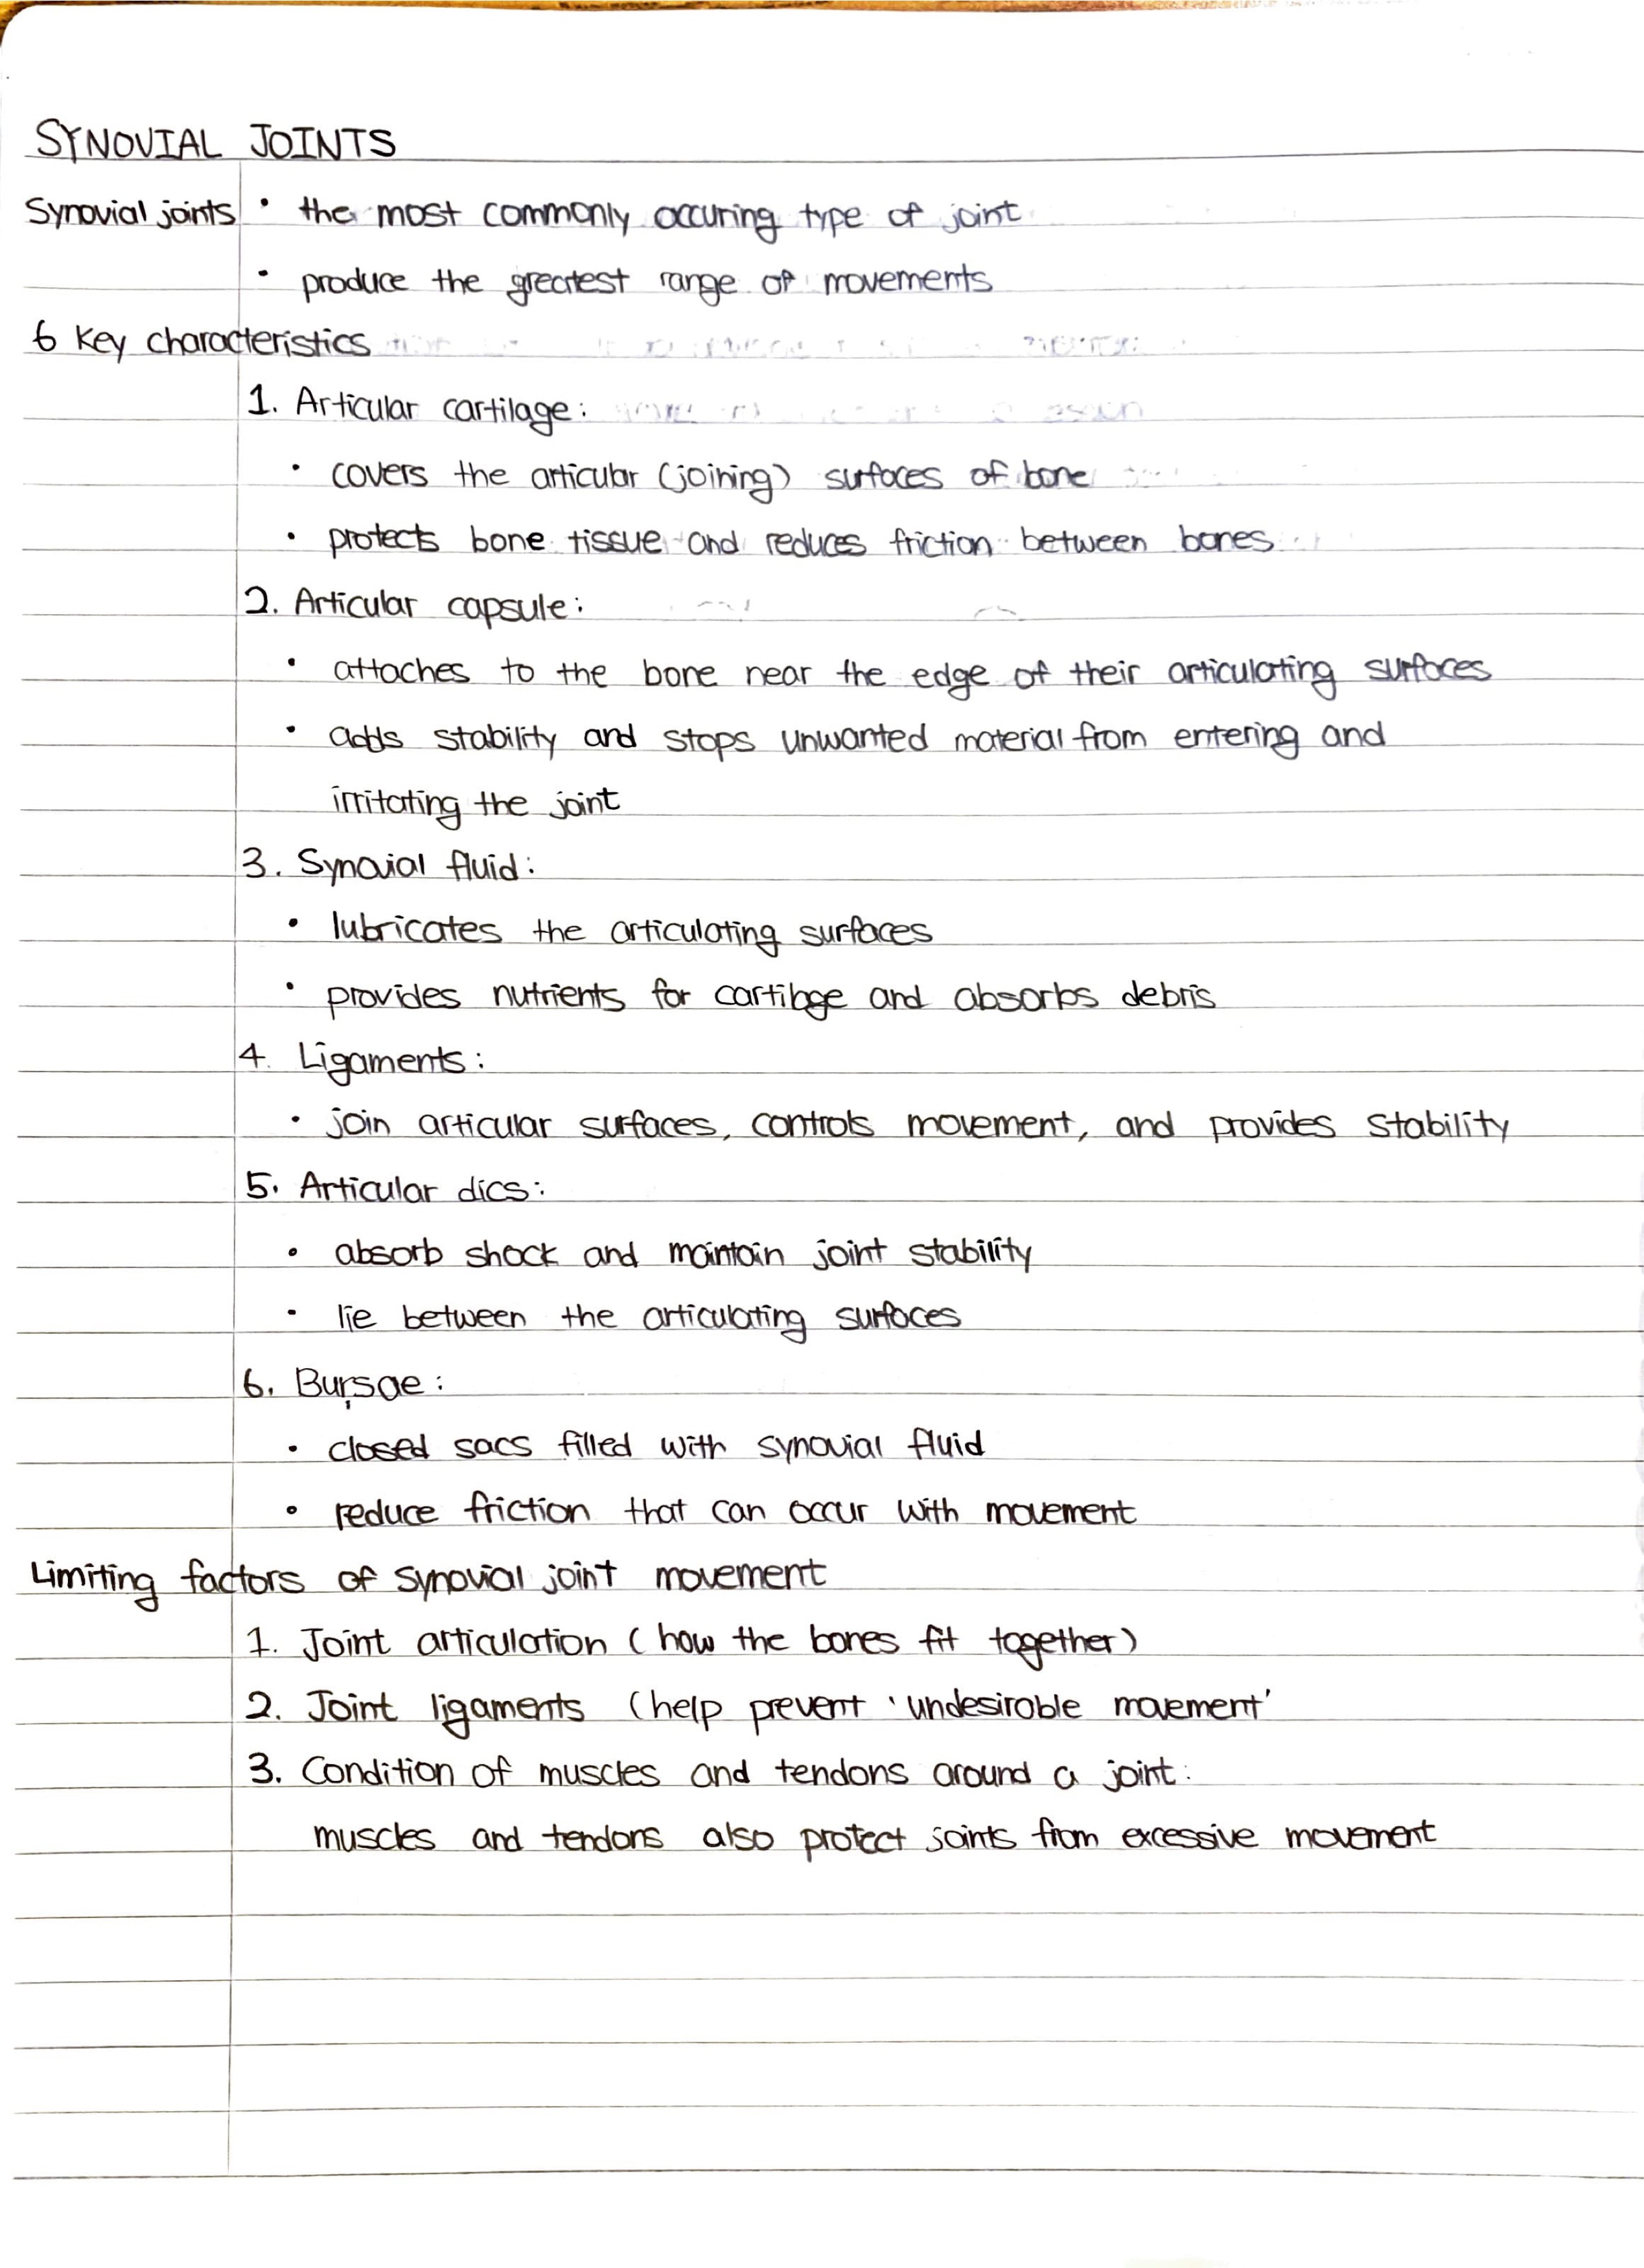 SYNOVIAL JOINTS
Synovial joints • the most commonly occuring type of joint
• produce the greatest range of movements
6 Key characteristics
1. Articular cartilage:
• covers the articular (joining) surfaces of bone
• protects bone tissue and reduces friction between bones
2. Articular capsule:
• attaches to the bone near the edge of their articulating surfaces
• adds stability and stops unwanted material from entering and
irritating the joint
3. Synovial fluid:
• lubricates the articulating surfaces
• provides nutrients for cartilage and absorbs debris
4. Ligaments:
• join articular surfaces, controls movement, and provides stability
5. Articular dics:
• absorb shock and maintain joint stability
• lie between the articulating surfaces
6. Bursae:
• closed sacs filled with synovial fluid
• reduce friction that can occur with movement
Limiting factors of synovial joint movement
1. Joint articulation (how the bones fit together)
2. Joint ligaments (help prevent 'undesirable movement'
3. Condition of muscles and tendons around a joint:
muscles and tendons also protect joints from excessive movement